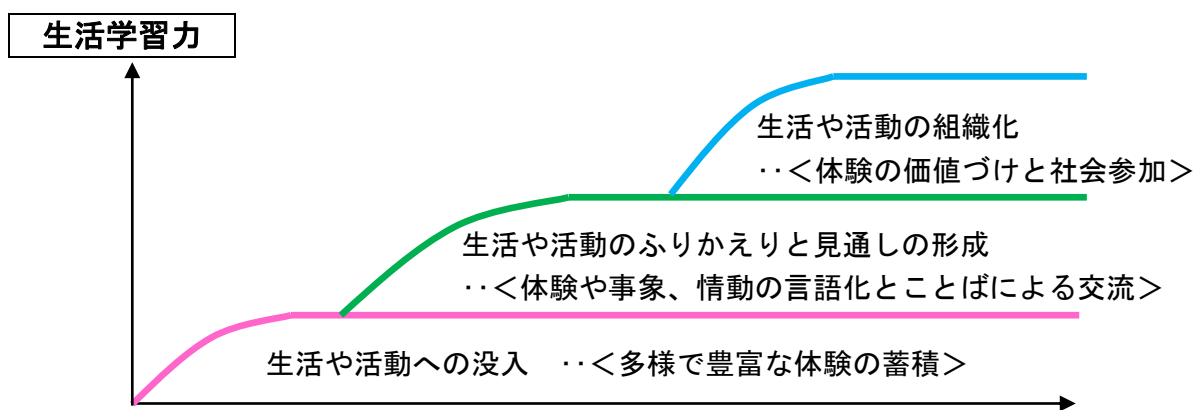 生活学習力
生活や活動の組織化
‥＜体験の価値づけと社会参加＞
生活や活動のふりかえりと見通しの形成
‥＜体験や事象、情動の言語化とことばによる交流＞
生活や活動への没入　‥＜多様で豊富な体験の蓄積＞